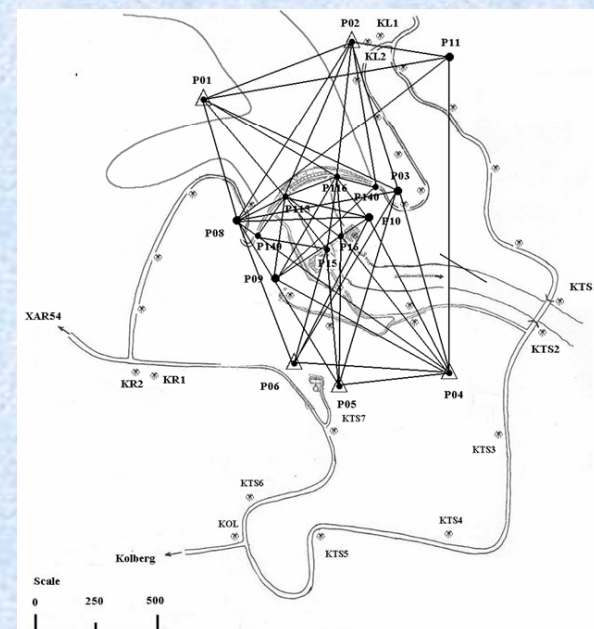 P02 KL1
P11
KL2
P01
P116 P03
P140
P115
P08 P10
P140 P16
P15
P09
KTS1
XAR54
KTS2
P06 P04
KR2 KR1
P05
KTS7
KTS3
KTS6
KOL KTS4
KTS5
Kolberg
Scale
0 250 500